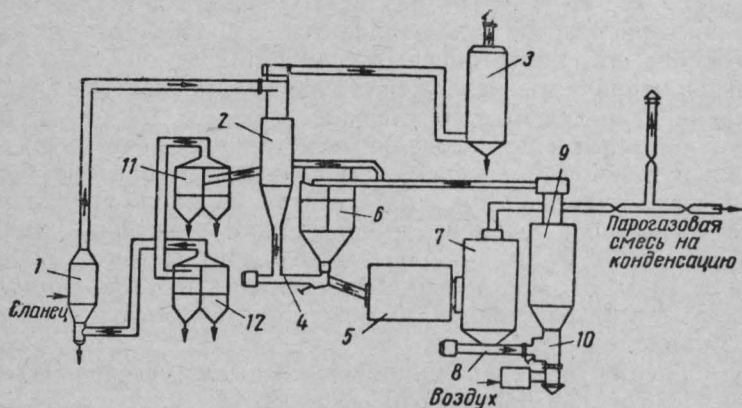 3
2
9
11
6
7
Парогазовая
смесь на
конденсацию
1
Сланец
12
4
5
10
8
Воздух